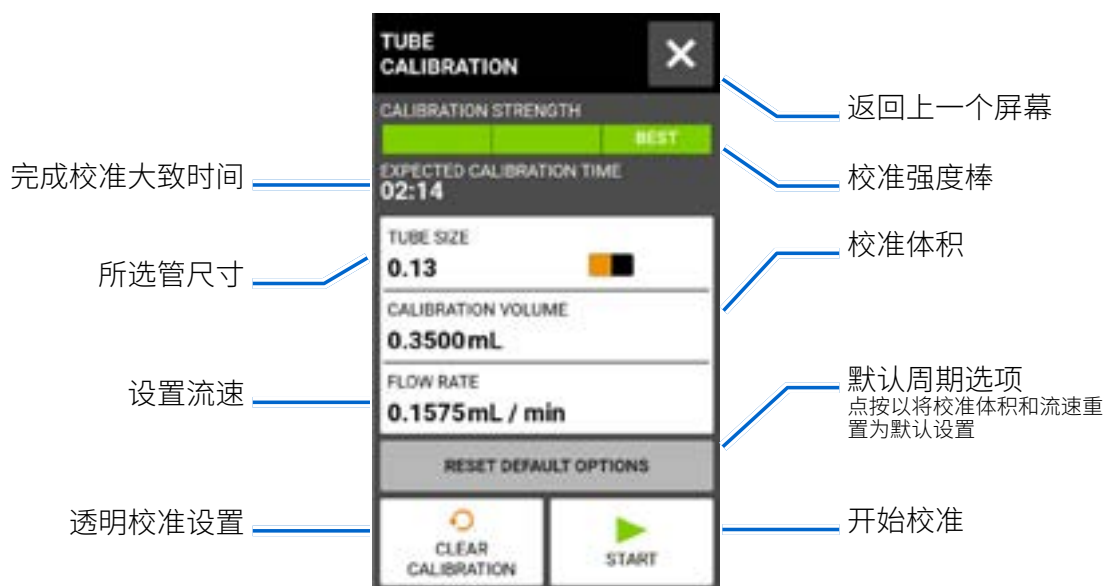 TUBE
CALIBRATION
CALIBRATION STRENGTH
BEST
EXPECTED CALIBRATION TIME
02:14
TUBE SIZE
0.13
CALIBRATION VOLUME
0.3500mL
FLOW RATE
0.1575mL / min
RESET DEFAULT OPTIONS
CLEAR
CALIBRATION
START
完成校准大致时间
所选管尺寸
设置流速
透明校准设置
返回上一个屏幕
校准强度棒
校准体积
默认周期选项
点按以将校准体积和流速重
置为默认设置
开始校准